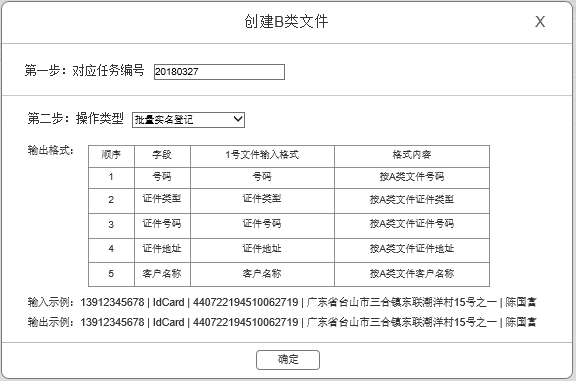 创建B类文件 X
第一步：对应任务编号 20180327
第二步：操作类型 批量实名登记
输出格式：
顺序 字段 1号文件输入格式 格式内容
1 号码 号码 按A类文件号码
2 证件类型 证件类型 按A类文件证件类型
3 证件号码 证件号码 按A类文件证件号码
4 证件地址 证件地址 按A类文件证件地址
5 客户名称 客户名称 按A类文件客户名称
输入示例：13912345678 | IdCard | 440722194510062719 | 广东省台山市三合镇东联潮洋村15号之一 | 陈国富
输出示例：13912345678 | IdCard | 440722194510062719 | 广东省台山市三合镇东联潮洋村15号之一 | 陈国富
确定